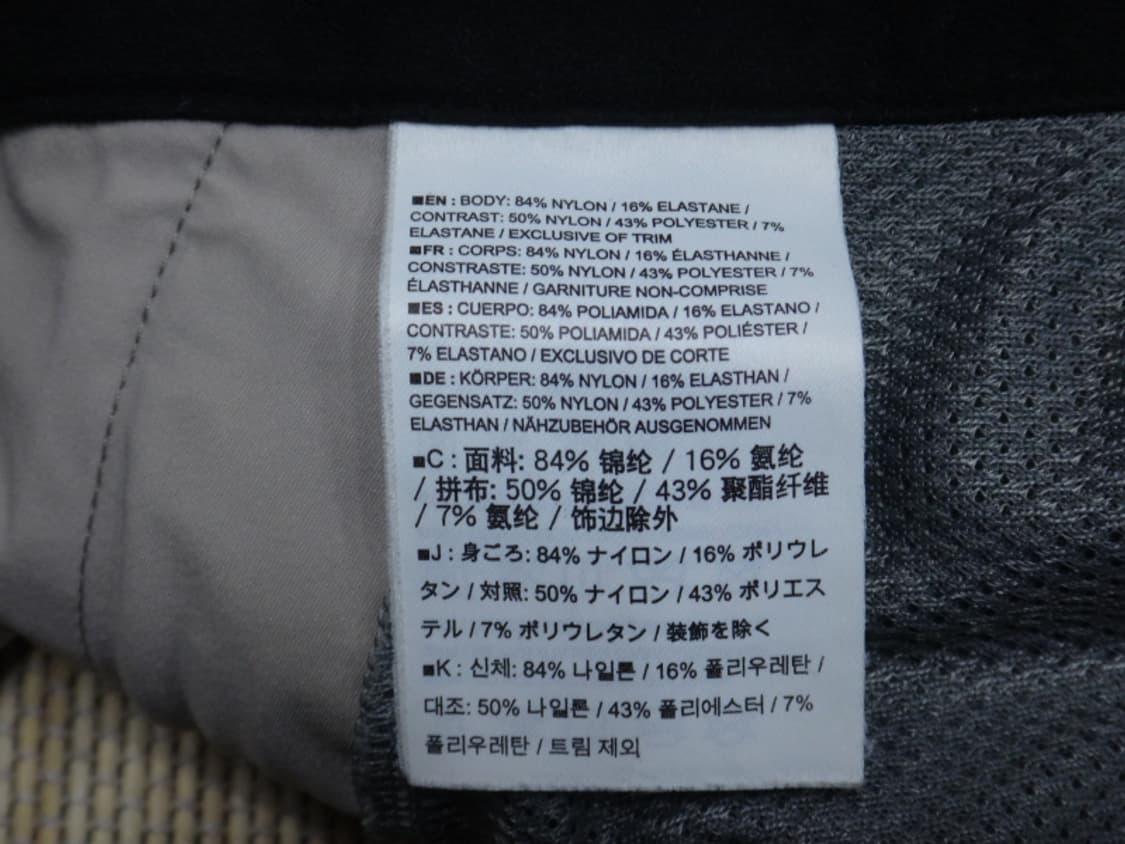 ■EN : BODY: 84% NYLON / 16% ELASTANE /
CONTRAST: 50% NYLON / 43% POLYESTER / 7%
ELASTANE / EXCLUSIVE OF TRIM
■FR : CORPS: 84% NYLON / 16% ÉLASTHANNE /
CONSTRASTE: 50% NYLON / 43% POLYESTER / 7%
ÉLASTHANNE / GARNITURE NON-COMPRISE
■ES : CUERPO: 84% POLIAMIDA / 16% ELASTANO /
CONTRASTE: 50% POLIAMIDA / 43% POLIÉSTER /
7% ELASTANO / EXCLUSIVO DE CORTE
■DE : KÖRPER: 84% NYLON / 16% ELASTHAN /
GEGENSATZ: 50% NYLON / 43% POLYESTER / 7%
ELASTHAN / NÄHZUBEHÖR AUSGENOMMEN
■C : 面料: 84% 锦纶 / 16% 氨纶
/ 拼布: 50% 锦纶 / 43% 聚酯纤维
/ 7% 氨纶 / 饰边除外
■J : 身ごろ: 84% ナイロン / 16% ポリウレ
タン / 対照: 50% ナイロン / 43% ポリエス
テル / 7% ポリウレタン / 装飾を除く
■K : 신체: 84% 나일론 / 16% 폴리우레탄 /
대조: 50% 나일론 / 43% 폴리에스터 / 7%
폴리우레탄 / 트림 제외